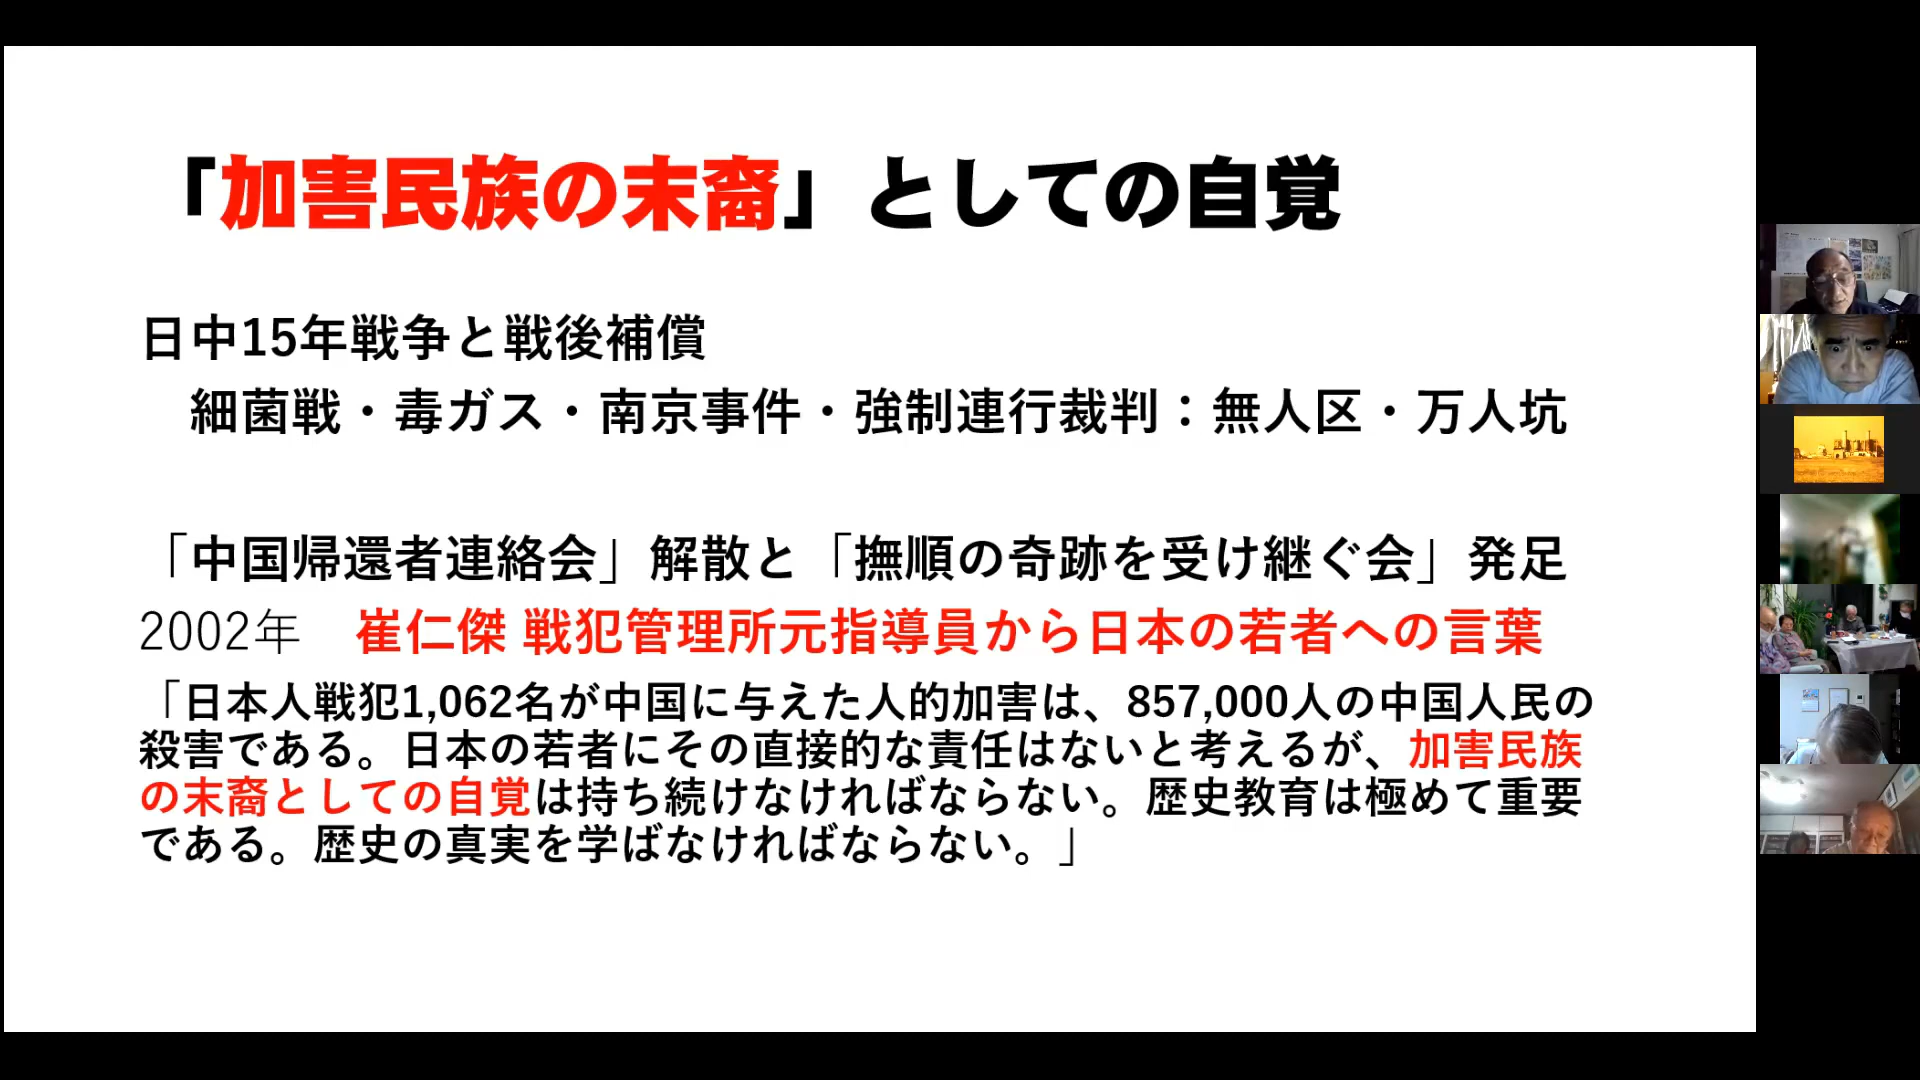 「加害民族の末裔」としての自覚
日中15年戦争と戦後補償
細菌戦・毒ガス・南京事件・強制連行裁判：無人区・万人坑
「中国帰還者連絡会」解散と「撫順の奇跡を受け継ぐ会」発足
2002年　崔仁傑 戦犯管理所元指導員から日本の若者への言葉
「日本人戦犯1,062名が中国に与えた人的加害は、857,000人の中国人民の
殺害である。日本の若者にその直接的な責任はないと考えるが、加害民族
の末裔としての自覚は持ち続けなければならない。歴史教育は極めて重要
である。歴史の真実を学ばなければならない。」